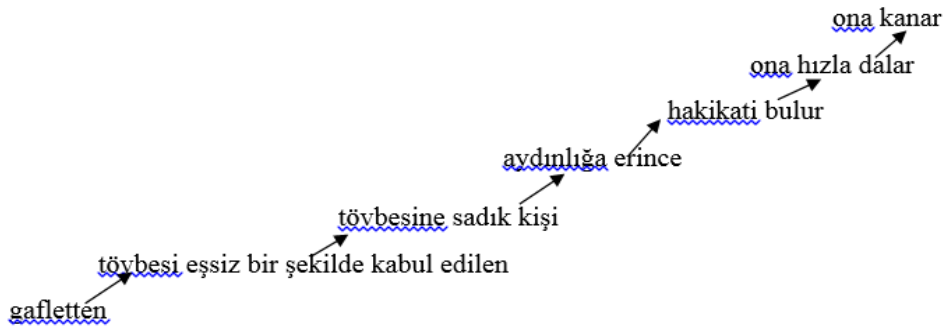 ona kanar
ona hızla dalar
hakikati bulur
aydınlığa erince
tövbesine sadık kişi
tövbesi eşsiz bir şekilde kabul edilen
gafletten